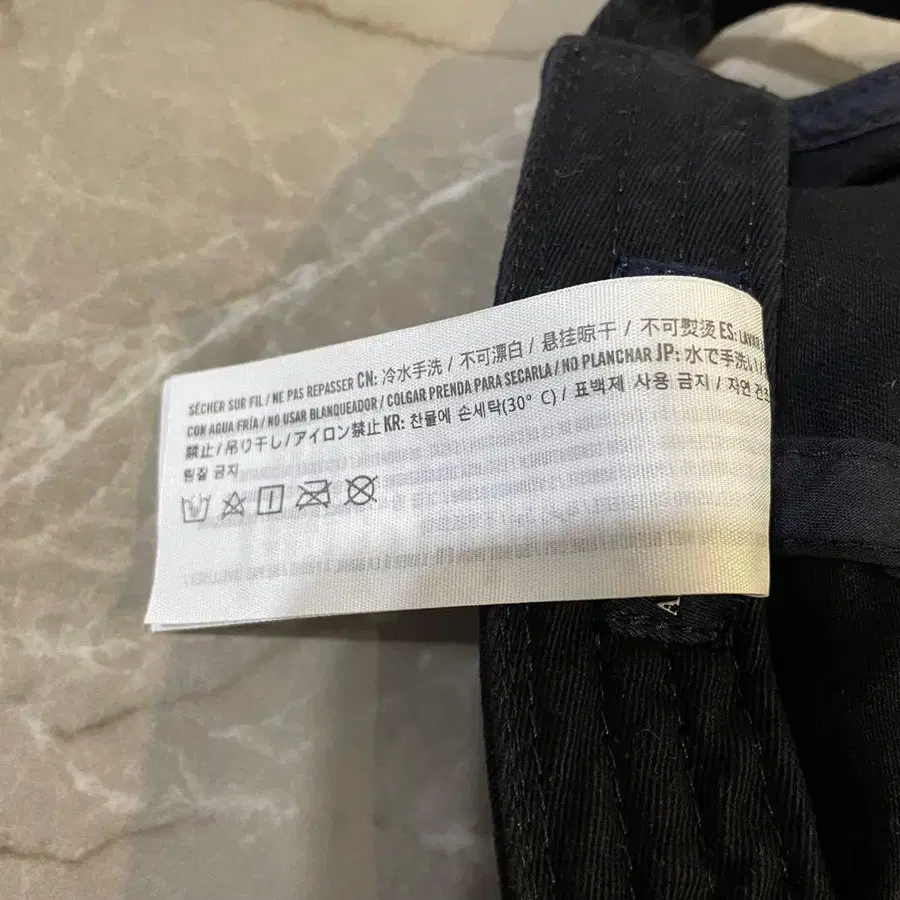 SÉCHER SUR FIL / NE PAS REPASSER CN: 冷水手洗 / 不可漂白 / 悬挂晾干 / 不可熨烫 ES:
CON AGUA FRÍA / NO USAR BLANQUEADOR / COLGAR PRENDA PARA SECARLA / NO PLANCHAR JP: 水で手洗い /
禁止 / 吊り干し / アイロン禁止 KR: 찬물에 손세탁(30° C) / 표백제 사용 금지 / 자연 건조
림질 금지